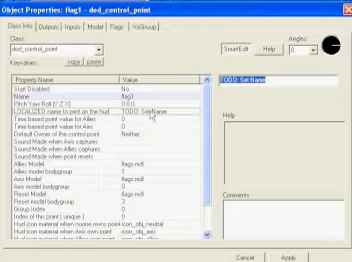 Object Properties: flag1 - dod_control_point
Class Info Outputs Inputs Model Flags VisGroup
Class:
dod_control_point
Keyvalues: copy paste
SmartEdit Help
Angles:
0
Property Name Value
Start Disabled No
Name flag1
Pitch Yaw Roll (Y Z X) 0 0 0
LOCALIZED name to print on the hud TODO: Set Name
Time based point value for Allies 0
Time based point value for Axis 0
Default Owner of this control point Neither
Sound Made when Axis captures
Sound Made when Allies captures
Sound Made when point resets
Allies Model flags.mdl
Allies model bodygroup 1
Axis Model flags.mdl
Axis model bodygroup 0
Reset Model flags.mdl
Reset model bodygroup 3
Group Index 0
Index of this point ( unique ) 0
Hud icon material when noone owns point icon_obj_neutral
Hud icon material when Axis own point icon_obj_axis
TODO: Set Name
Help
Comments
Cancel Apply